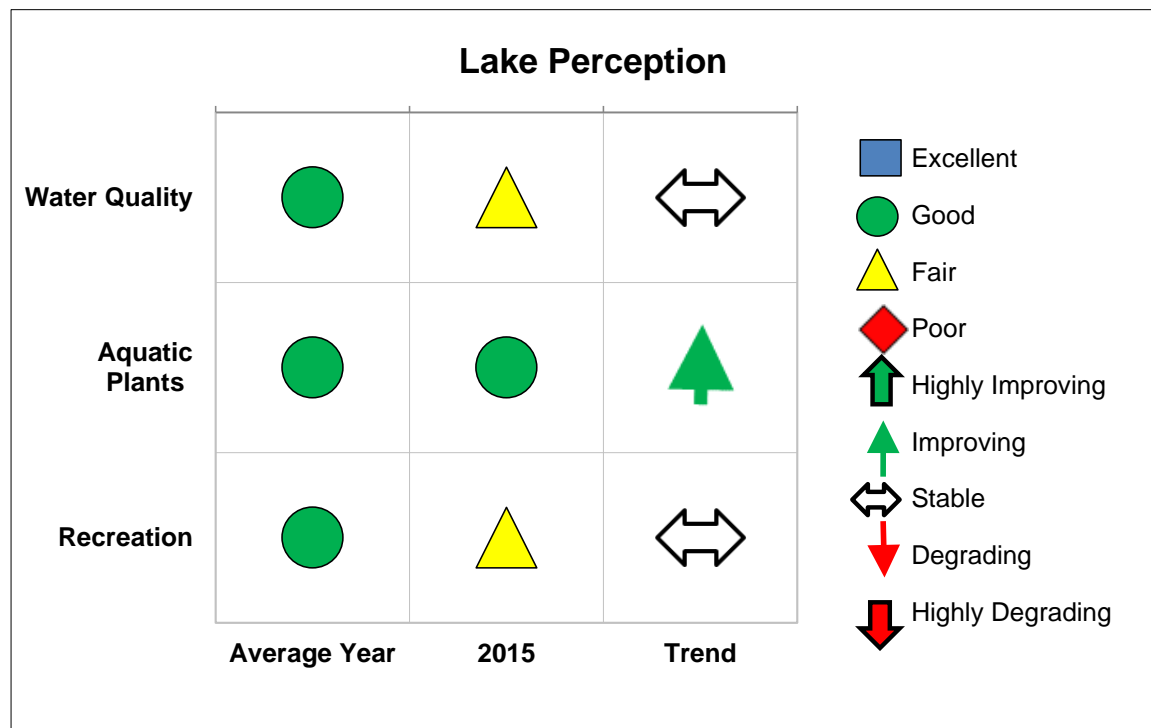 Lake Perception
Water Quality
Aquatic
Plants
Recreation
Average Year
2015
Trend
Excellent
Good
Fair
Poor
Highly Improving
Improving
Stable
Degrading
Highly Degrading